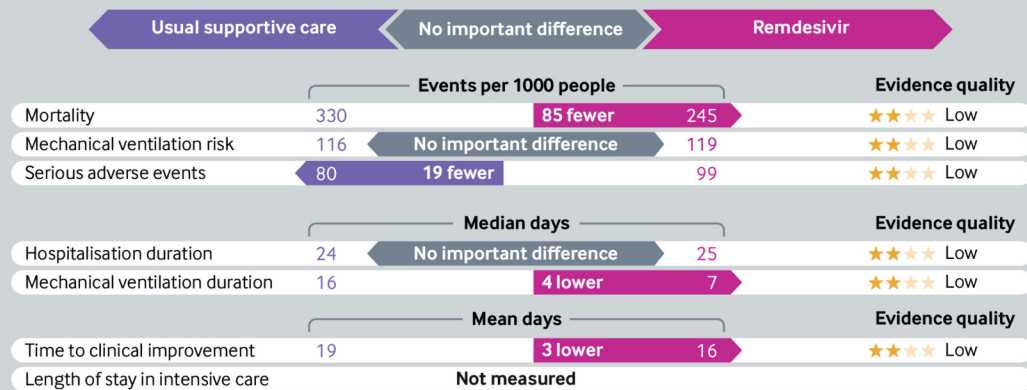 Usual supportive care No important difference Remdesivir
Events per 1000 people Evidence quality
Mortality 330 85 fewer 245 Low
Mechanical ventilation risk 116 No important difference 119 Low
Serious adverse events 80 19 fewer 99 Low
Median days Evidence quality
Hospitalisation duration 24 No important difference 25 Low
Mechanical ventilation duration 16 4 lower 7 Low
Mean days Evidence quality
Time to clinical improvement 19 3 lower 16 Low
Length of stay in intensive care Not measured